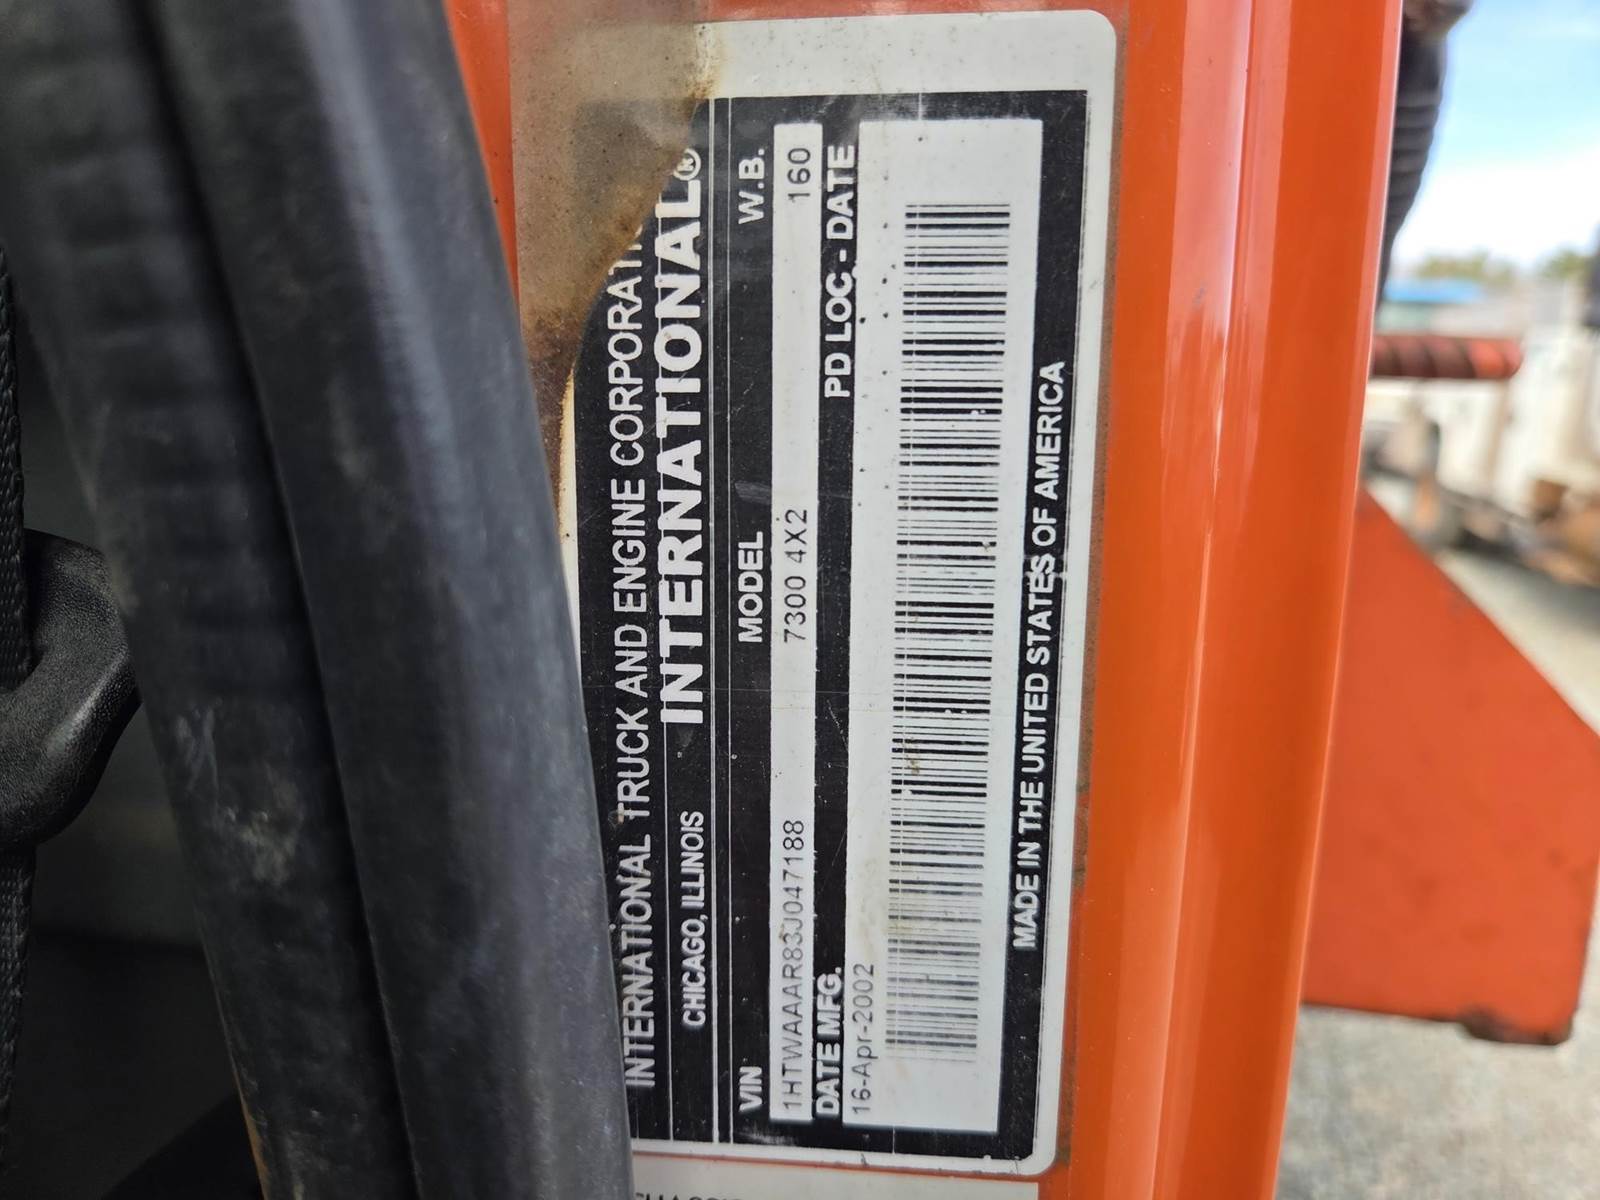 INTERNATIONAL TRUCK AND ENGINE
CHICAGO, ILLINOIS INTERNATIONAL®
VIN MODEL W.B.
1HTWAAAR83J047188 7300 4X2 160
DATE MFG. PD LOC - DATE
16-Apr-2002
MADE IN THE UNITED STATES OF AMERICA